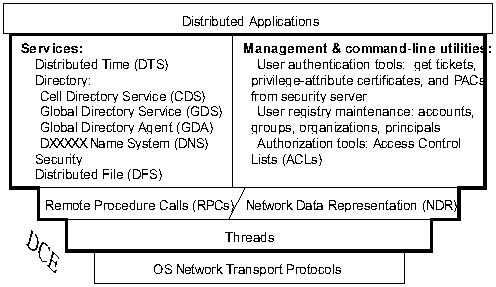 Distributed Applications
Services:
Distributed Time (DTS)
Directory:
Cell Directory Service (CDS)
Global Directory Service (GDS)
Global Directory Agent (GDA)
DXXXXX Name System (DNS)
Security
Distributed File (DFS)
Management & command-line utilities:
User authentication tools: get tickets,
privilege-attribute certificates, and PACs
from security server
User registry maintenance: accounts,
groups, organizations, principals
Authorization tools: Access Control
Lists (ACLs)
Remote Procedure Calls (RPCs)
Network Data Representation (NDR)
Threads
DCE
OS Network Transport Protocols